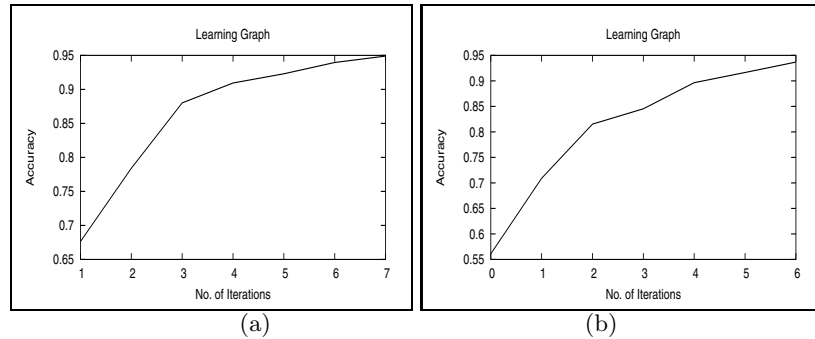 Learning Graph
0.95
0.9
0.85
0.8
0.75
0.7
0.65
Accuracy
1 2 3 4 5 6 7
No. of Iterations
(a)
Learning Graph
0.95
0.9
0.85
0.8
0.75
0.7
0.65
0.6
0.55
Accuracy
0 1 2 3 4 5 6
No. of Iterations
(b)